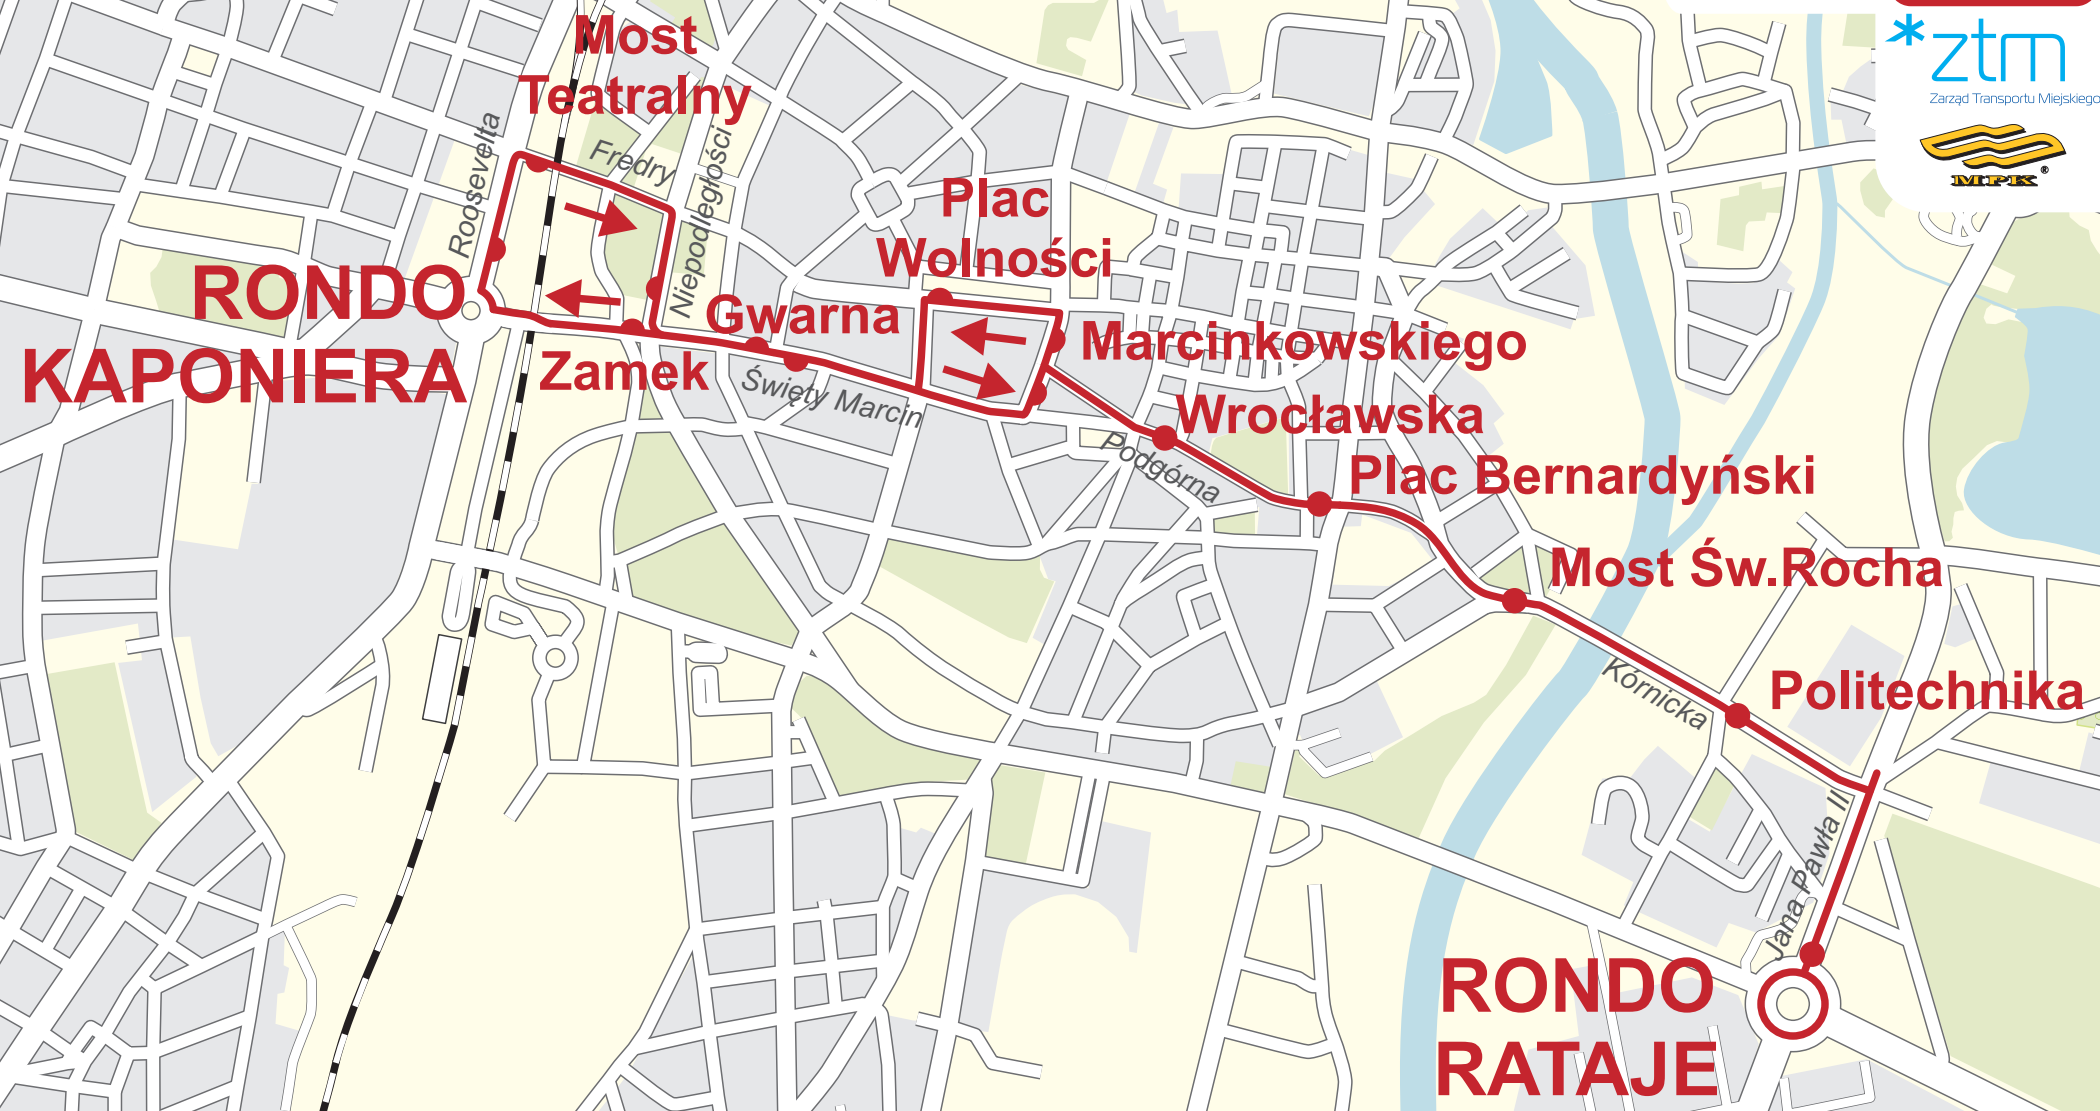 *ztm
Zarząd Transportu Miejskiego
MPK®
Most
Teatralny
Roosevelta
Fredry
Niepodległości
Plac
Wolności
RONDO
KAPONIERA
Gwarna
Zamek
Święty Marcin
Marcinkowskiego
Wrocławska
Podgórna
Plac Bernardyński
Most Św.Rocha
Kórnicka
Politechnika
Jana Pawła II
RONDO
RATAJE